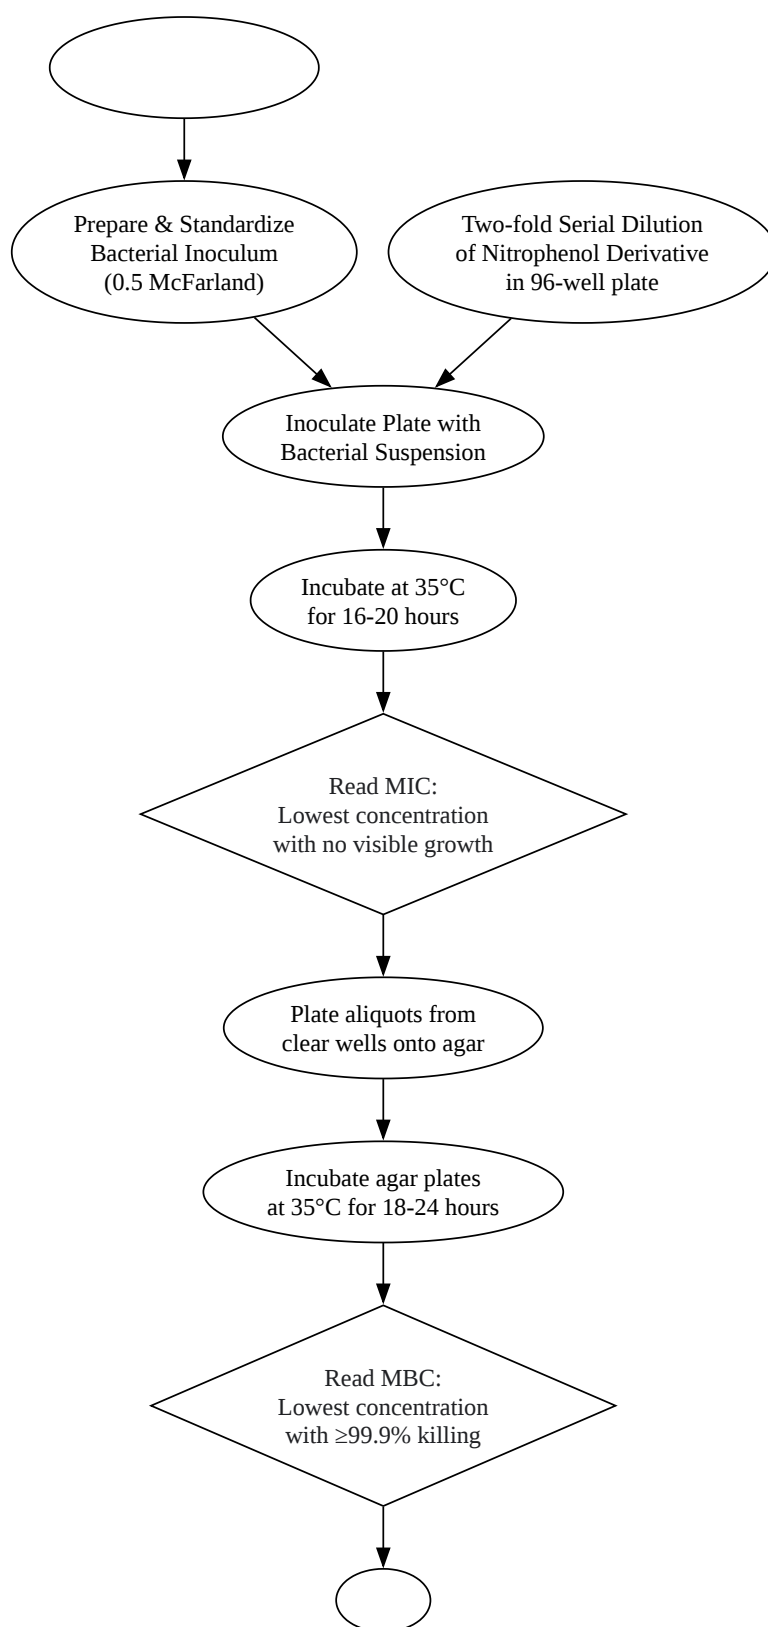 Prepare & Standardize
Bacterial Inoculum
(0.5 McFarland)
Two-fold Serial Dilution
of Nitrophenol Derivative
in 96-well plate
Inoculate Plate with
Bacterial Suspension
Incubate at 35°C
for 16-20 hours
Read MIC:
Lowest concentration
with no visible growth
Plate aliquots from
clear wells onto agar
Incubate agar plates
at 35°C for 18-24 hours
Read MBC:
Lowest concentration
with ≥99.9% killing